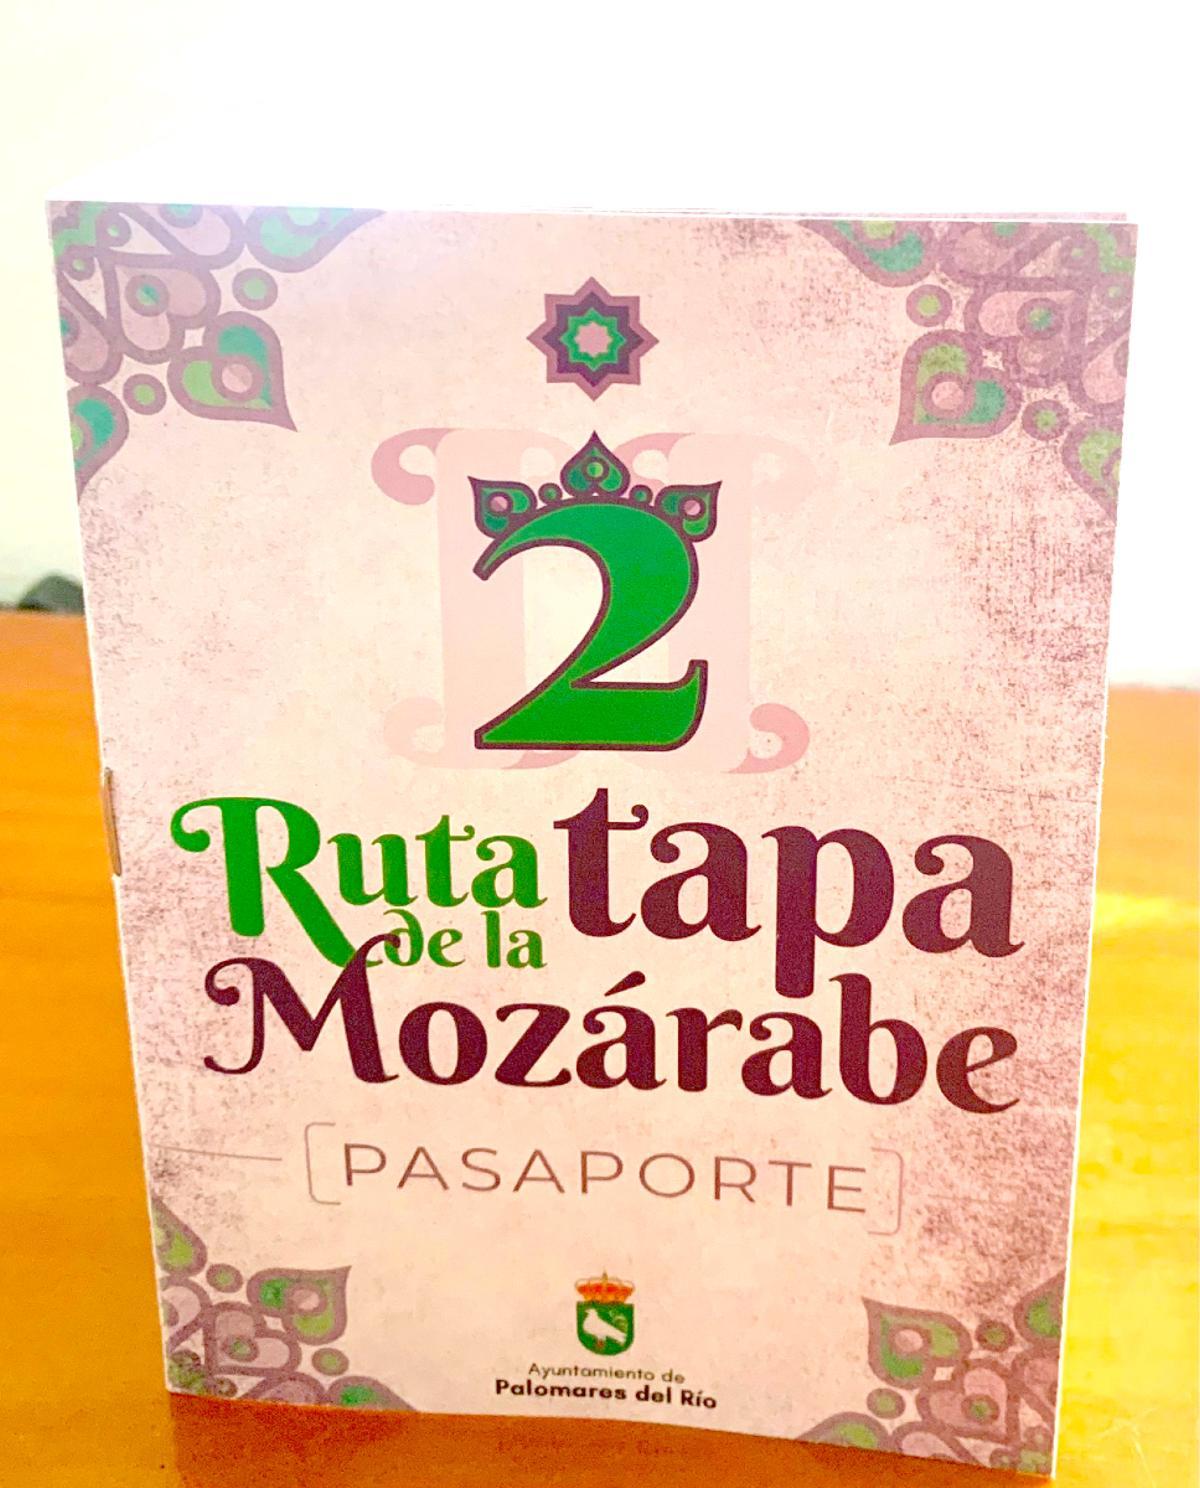 2
Ruta de la tapa
Mozárabe
[PASAPORTE]
Ayuntamiento de
Palomares del Río